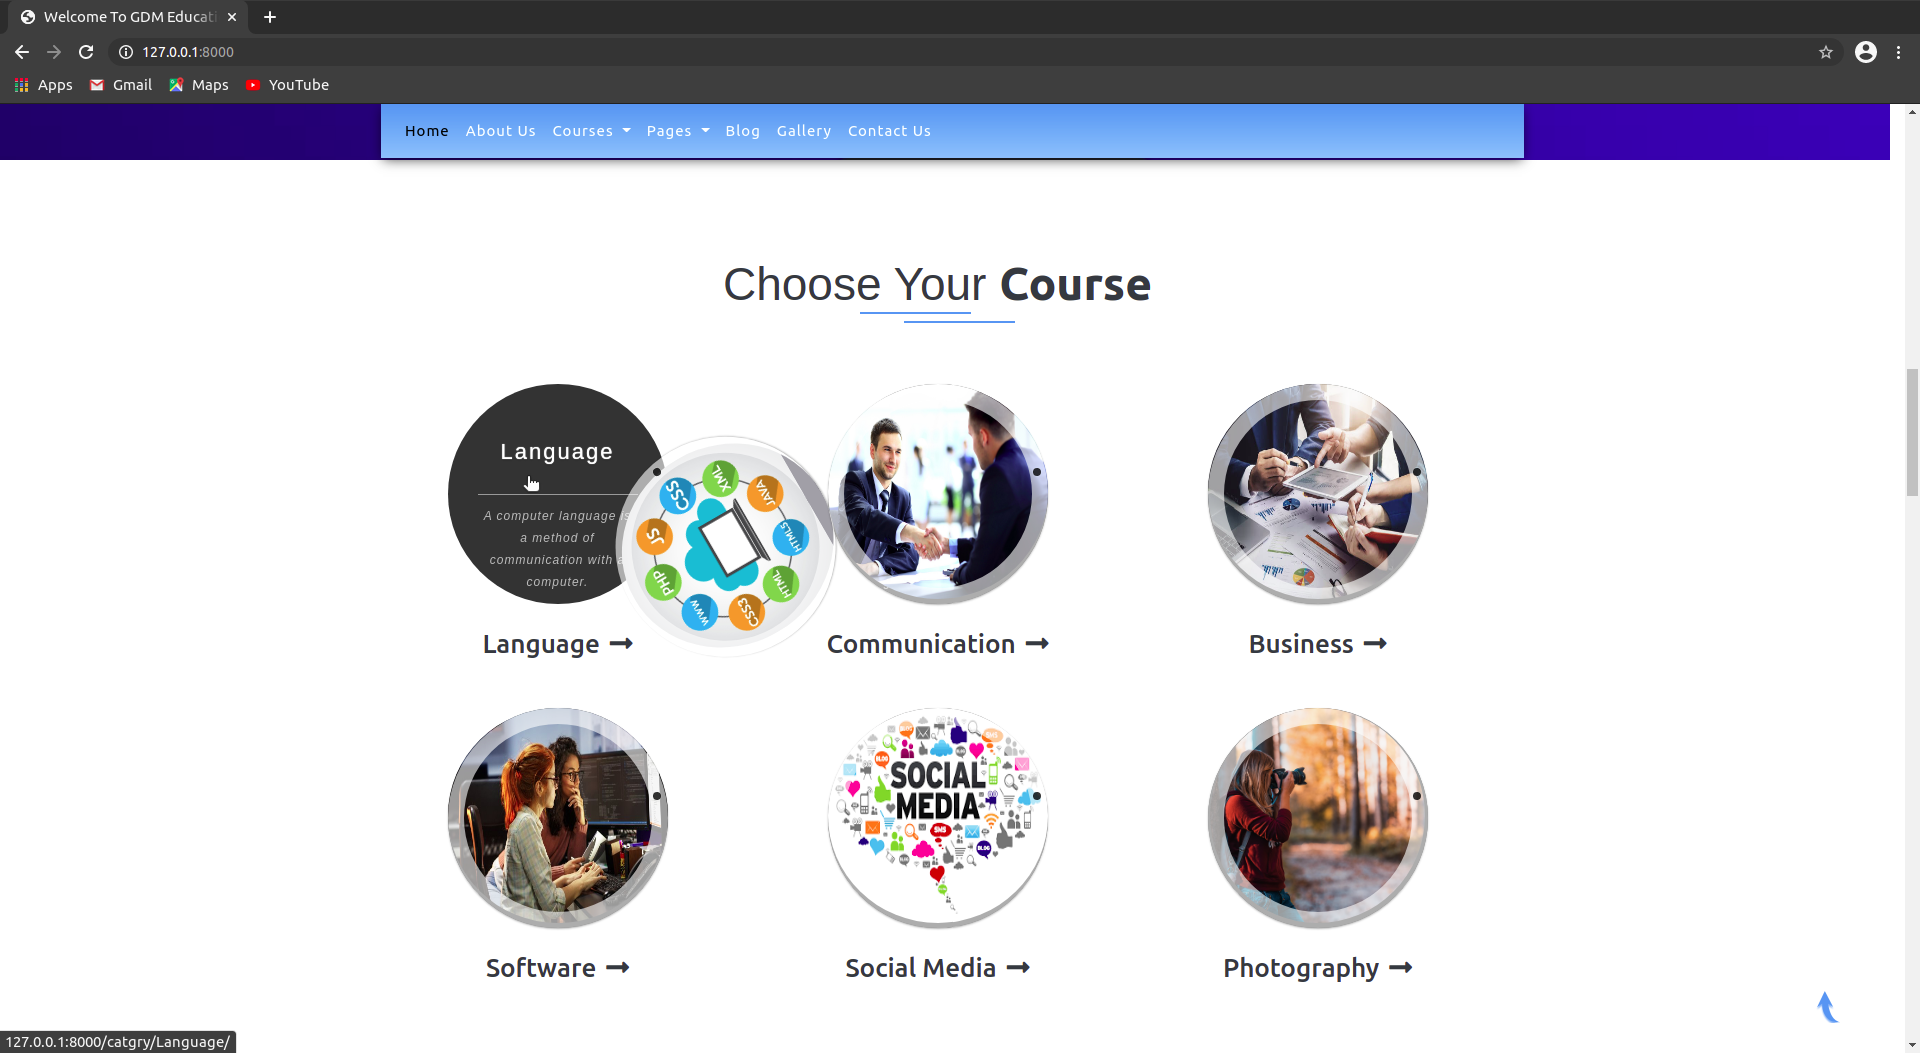 Welcome To GDM Educati
127.0.0.1:8000
Apps Gmail Maps YouTube
Home About Us Courses Pages Blog Gallery Contact Us
Choose Your Course
Language
A computer language is
a method of
communication with a
computer.
XML
JAVA
CSS
HTML5
JS
HTML
PHP
CSS3
WWW
Language
Communication
Business
SOCIAL
MEDIA
SMS
BLOG
Software
Social Media
Photography
127.0.0.1:8000/catgry/Language/